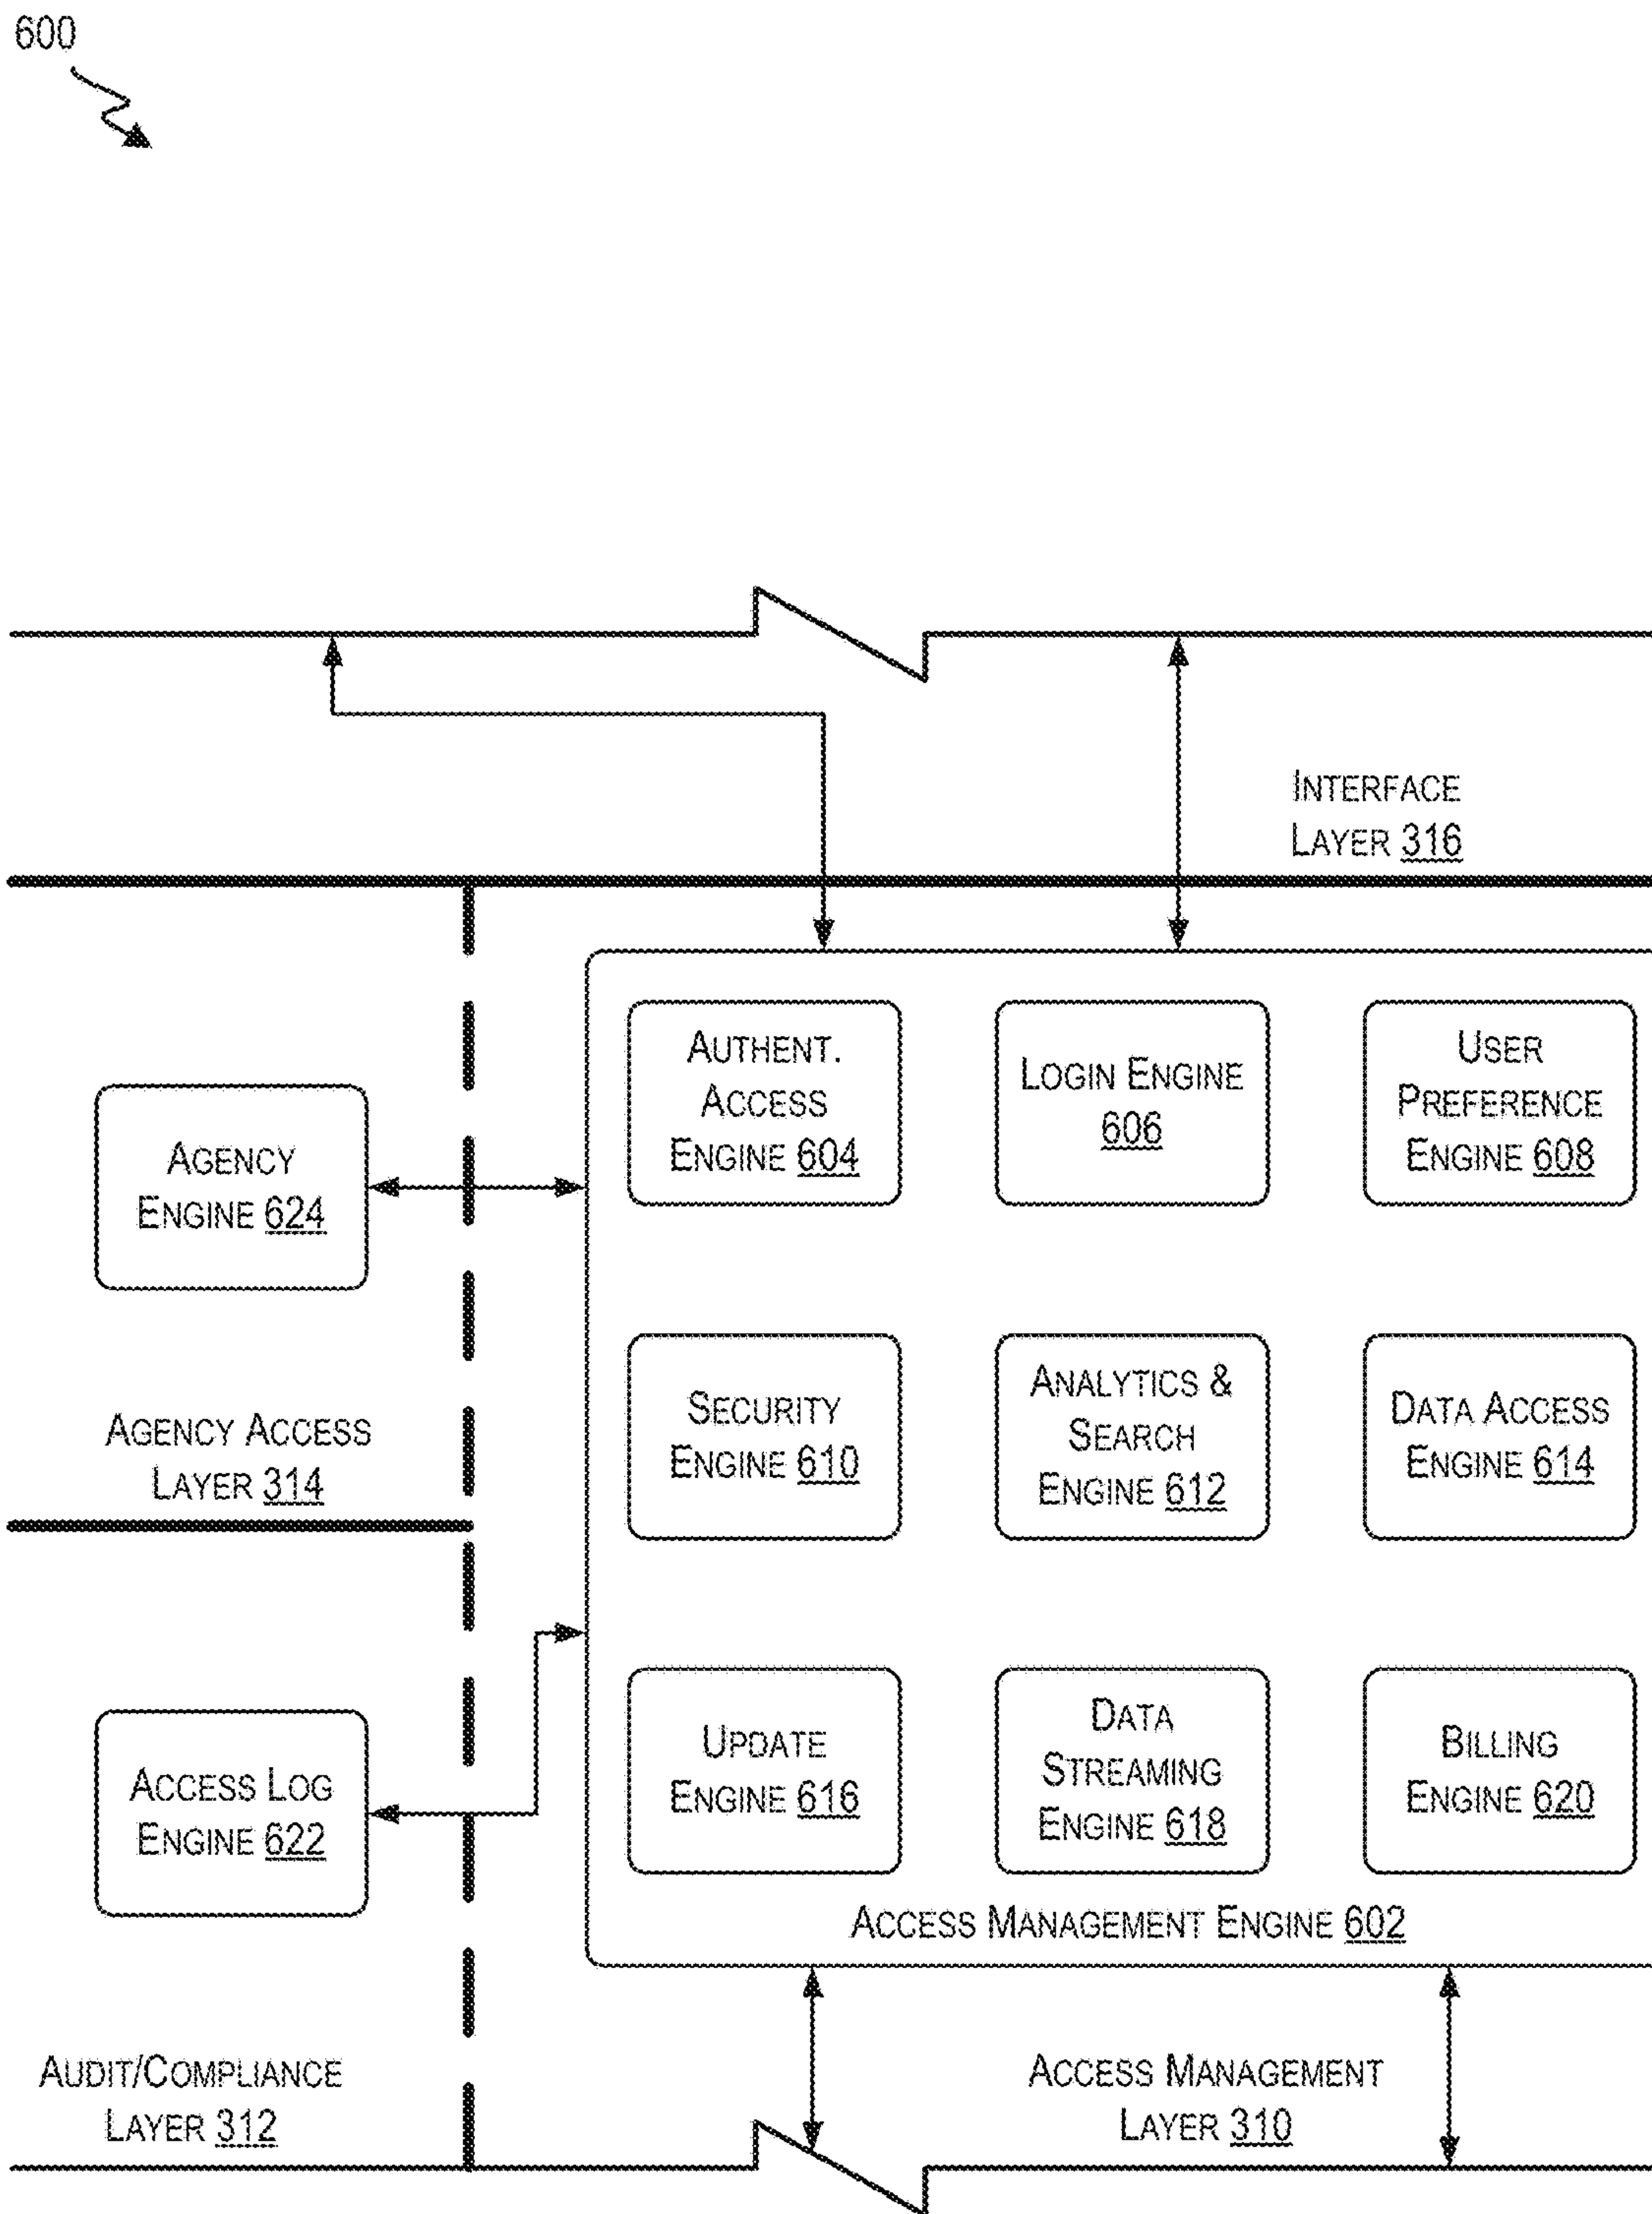 600
INTERFACE
LAYER 316
AUTHENT.
ACCESS
ENGINE 604
LOGIN ENGINE
606
USER
PREFERENCE
ENGINE 608
AGENCY
ENGINE 624
SECURITY
ENGINE 610
ANALYTICS &
SEARCH
ENGINE 612
DATA ACCESS
ENGINE 614
AGENCY ACCESS
LAYER 314
UPDATE
ENGINE 616
DATA
STREAMING
ENGINE 618
BILLING
ENGINE 620
ACCESS LOG
ENGINE 622
ACCESS MANAGEMENT ENGINE 602
AUDIT/COMPLIANCE
LAYER 312
ACCESS MANAGEMENT
LAYER 310